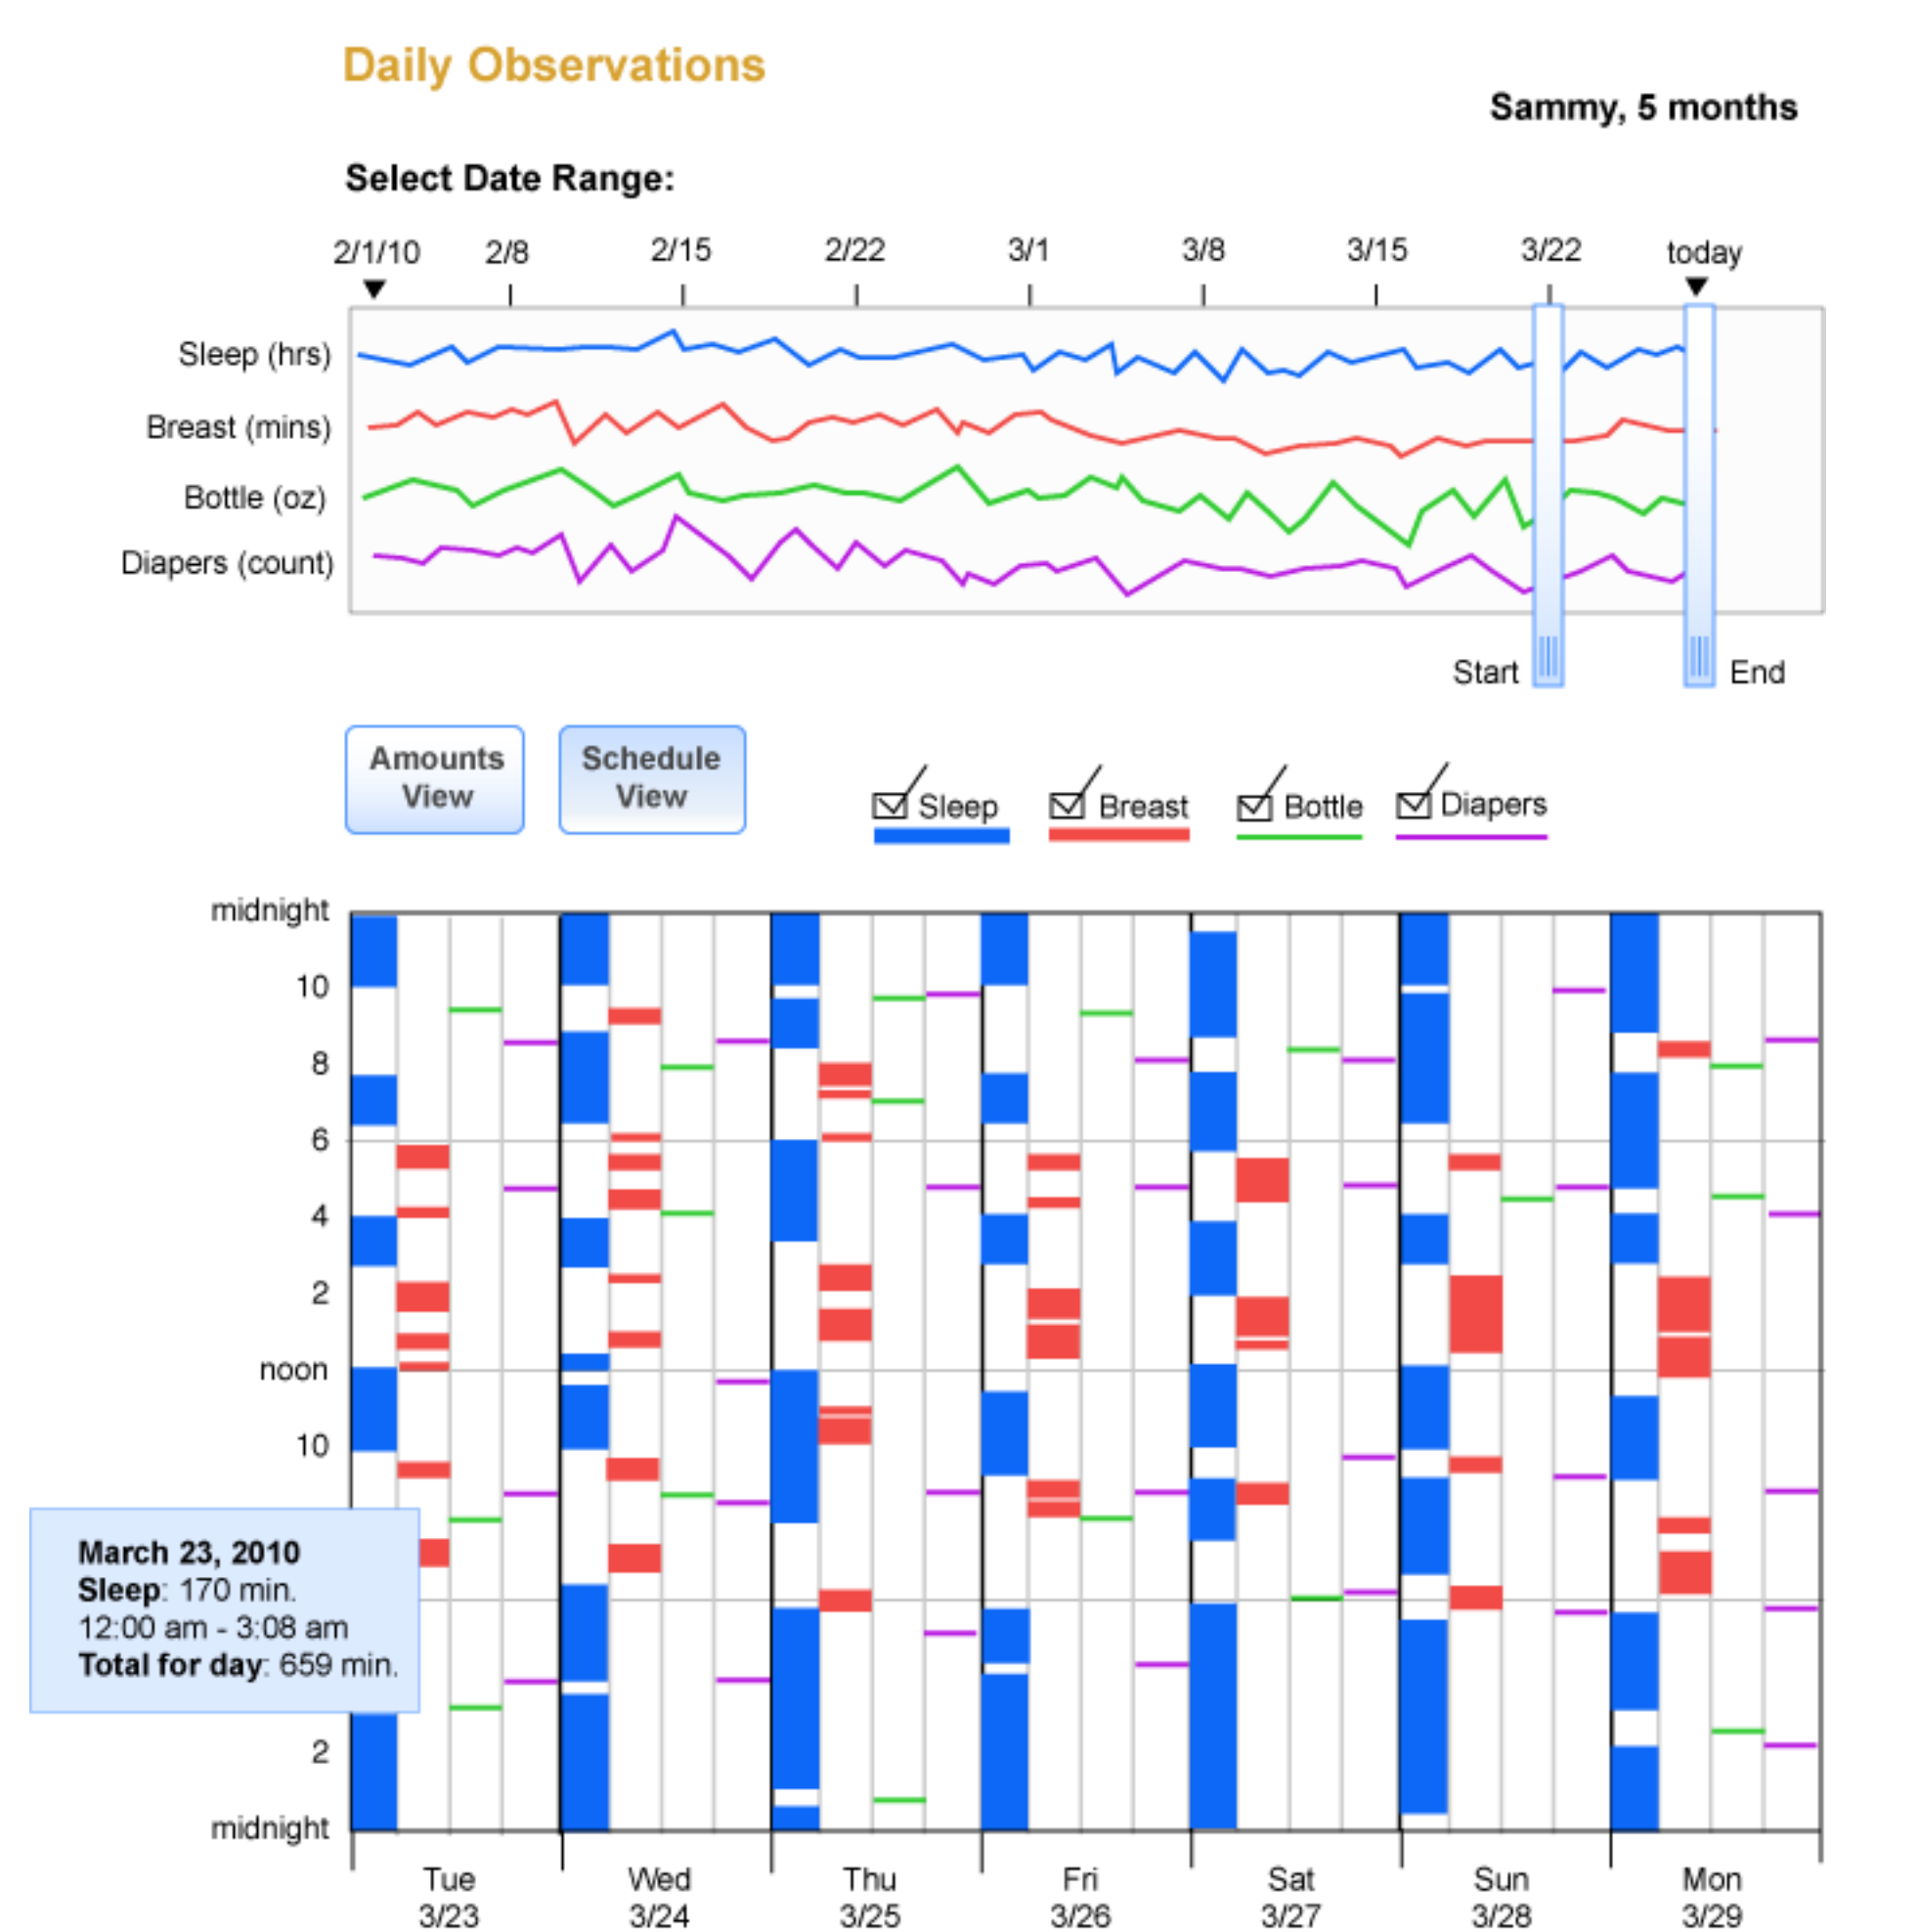 Daily Observations
Sammy, 5 months
Select Date Range:
2/1/10 2/8 2/15 2/22 3/1 3/8 3/15 3/22 today
Sleep (hrs)
Breast (mins)
Bottle (oz)
Diapers (count)
Start End
Amounts View
Schedule View
Sleep Breast Bottle Diapers
midnight
10
8
6
4
2
noon
10
March 23, 2010
Sleep: 170 min.
12:00 am - 3:08 am
Total for day: 659 min.
2
midnight
Tue Wed Thu Fri Sat Sun Mon
3/23 3/24 3/25 3/26 3/27 3/28 3/29